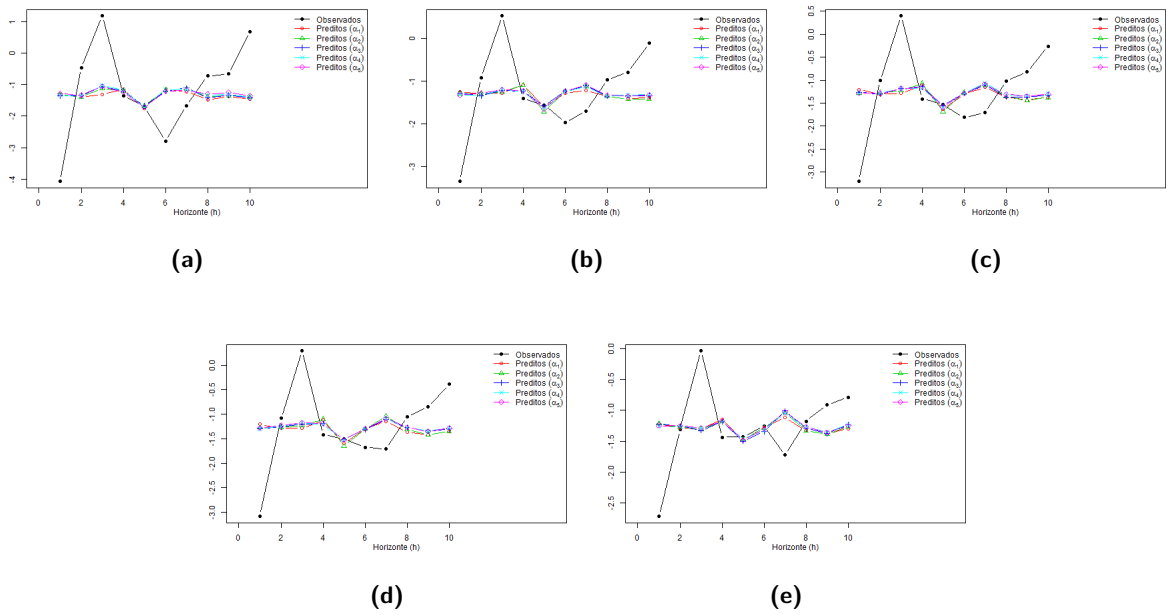 1
0
-1
-2
-3
-4
0
2
4
6
8
10
Horizonte (h)
Observados
Preditos (α₁)
Preditos (α₂)
Preditos (α₃)
Preditos (α₄)
Preditos (α₅)
(a)
0
-1
-2
-3
0
2
4
6
8
10
Horizonte (h)
Observados
Preditos (α₁)
Preditos (α₂)
Preditos (α₃)
Preditos (α₄)
Preditos (α₅)
(b)
0.5
0.0
-0.5
-1.0
-1.5
-2.0
-2.5
-3.0
0
2
4
6
8
10
Horizonte (h)
Observados
Preditos (α₁)
Preditos (α₂)
Preditos (α₃)
Preditos (α₄)
Preditos (α₅)
(c)
0.0
-0.5
-1.0
-1.5
-2.0
-2.5
-3.0
0
2
4
6
8
10
Horizonte (h)
Observados
Preditos (α₁)
Preditos (α₂)
Preditos (α₃)
Preditos (α₄)
Preditos (α₅)
(d)
0.0
-0.5
-1.0
-1.5
-2.0
-2.5
0
2
4
6
8
10
Horizonte (h)
Observados
Preditos (α₁)
Preditos (α₂)
Preditos (α₃)
Preditos (α₄)
Preditos (α₅)
(e)